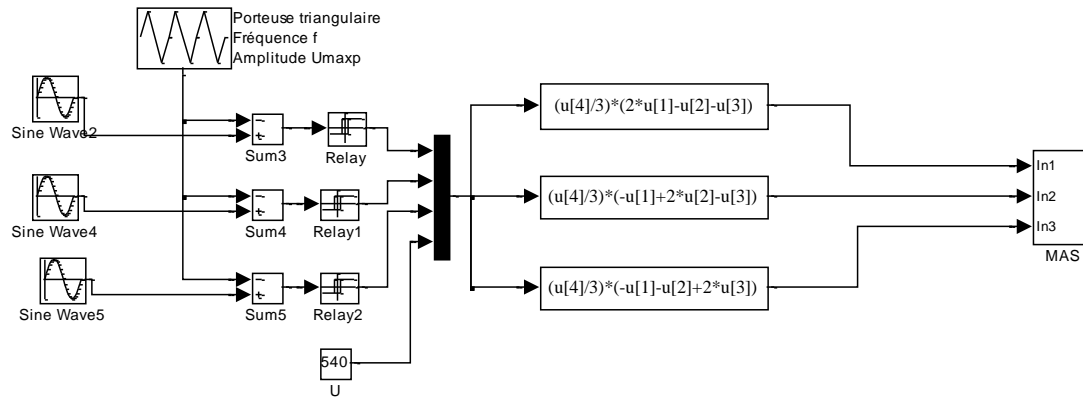 Porteuse triangulaire
Fréquence f
Amplitude Umaxp
Sine Wave2
Sum3
Relay
(u[4]/3)*(2*u[1]-u[2]-u[3])
Sine Wave4
Sum4
Relay1
(u[4]/3)*(-u[1]+2*u[2]-u[3])
In1
In2
In3
MAS
Sine Wave5
Sum5
Relay2
(u[4]/3)*(-u[1]-u[2]+2*u[3])
540
U